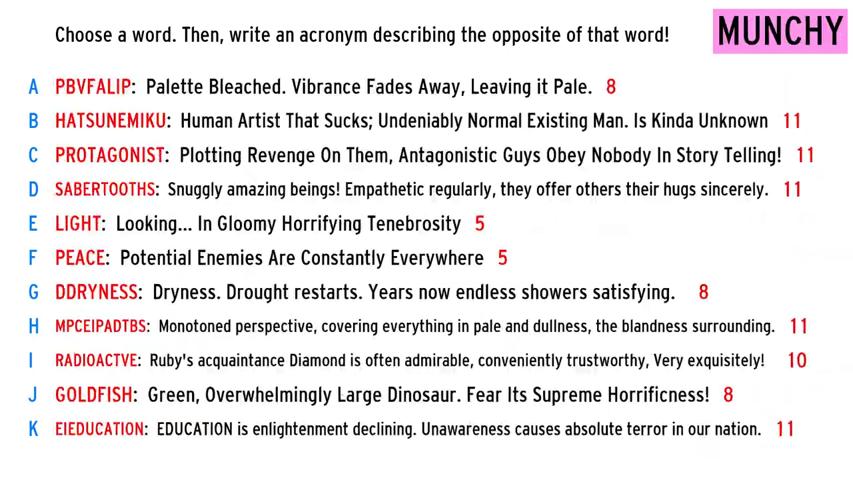 Choose a word. Then, write an acronym describing the opposite of that word! MUNCHY
A PBVFALIP: Palette Bleached. Vibrance Fades Away, Leaving it Pale. 8
B HATSUNEMIKU: Human Artist That Sucks; Undeniably Normal Existing Man. Is Kinda Unknown 11
C PROTAGONIST: Plotting Revenge On Them, Antagonistic Guys Obey Nobody In Story Telling! 11
D SABERTOOTHS: Snuggly amazing beings! Empathetic regularly, they offer others their hugs sincerely. 11
E LIGHT: Looking... In Gloomy Horrifying Tenebrosity 5
F PEACE: Potential Enemies Are Constantly Everywhere 5
G DDRYNESS: Dryness. Drought restarts. Years now endless showers satisfying. 8
H MPCEIPADTBS: Monotoned perspective, covering everything in pale and dullness, the blandness surrounding. 11
I RADIOACTVE: Ruby's acquaintance Diamond is often admirable, conveniently trustworthy, Very exquisitely! 10
J GOLDFISH: Green, Overwhelmingly Large Dinosaur. Fear Its Supreme Horrificness! 8
K EIEDUCATION: EDUCATION is enlightenment declining. Unawareness causes absolute terror in our nation. 11